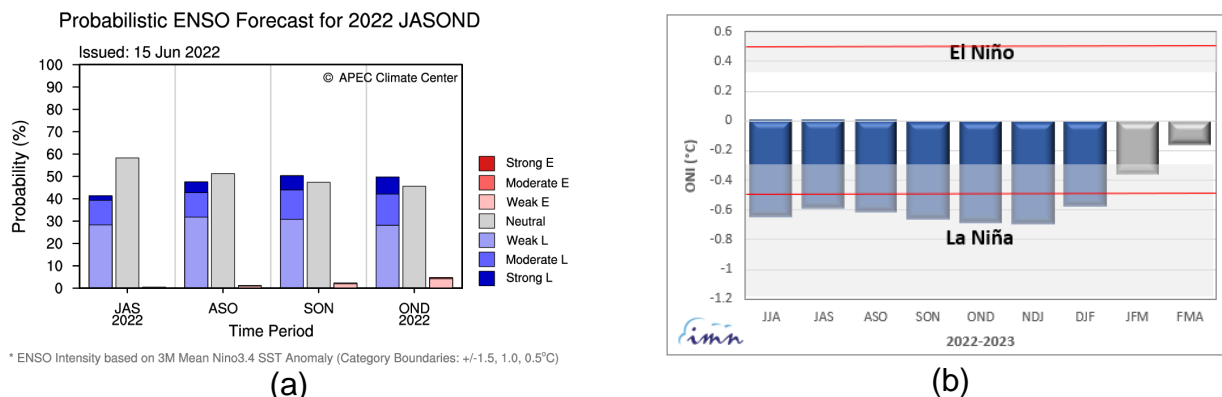 Probabilistic ENSO Forecast for 2022 JASOND
Issued: 15 Jun 2022
© APEC Climate Center
Probability (%)
100
90
80
70
60
50
40
30
20
10
0
JAS
2022
ASO
SON
OND
2022
Time Period
Strong E
Moderate E
Weak E
Neutral
Weak L
Moderate L
Strong L
* ENSO Intensity based on 3M Mean Nino3.4 SST Anomaly (Category Boundaries: +/-1.5, 1.0, 0.5°C)
(a)
El Niño
La Niña
ONI (°C)
0.6
0.4
0.2
0
-0.2
-0.4
-0.6
-0.8
-1
-1.2
JJA JAS ASO SON OND NDJ DJF JFM FMA
2022-2023
imn
(b)